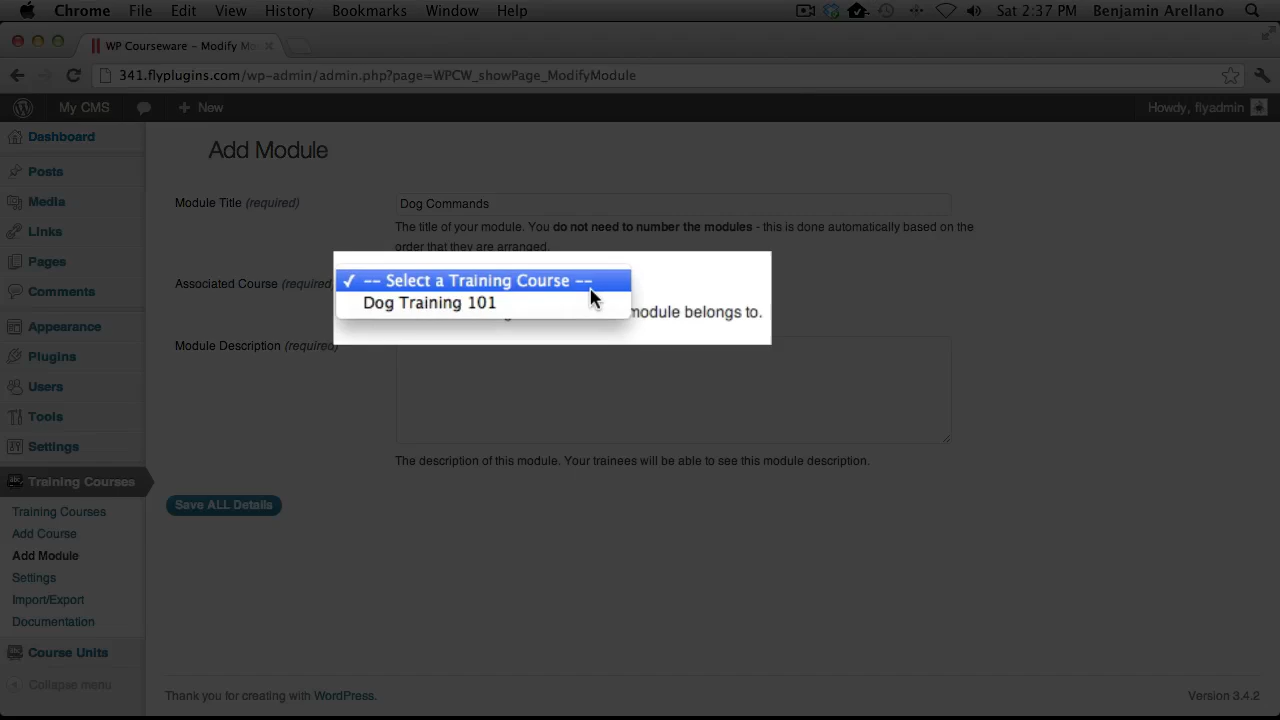 Chrome File Edit View History Bookmarks Window Help Sat 2:37 PM Benjamin Arellano
WP Courseware – Modify Mo
341.flyplugins.com/wp-admin/admin.php?page=WPCW_showPage_ModifyModule
My CMS + New Howdy, flyadmin
Dashboard
Posts
Media
Links
Pages
Comments
Appearance
Plugins
Users
Tools
Settings
Training Courses
Training Courses
Add Course
Add Module
Settings
Import/Export
Documentation
Course Units
Collapse menu
Add Module
Module Title (required)
Dog Commands
The title of your module. You do not need to number the modules - this is done automatically based on the
order that they are arranged.
Associated Course (required
✓ -- Select a Training Course --
Dog Training 101
module belongs to.
Module Description (required)
The description of this module. Your trainees will be able to see this module description.
Save ALL Details
Thank you for creating with WordPress.
Version 3.4.2